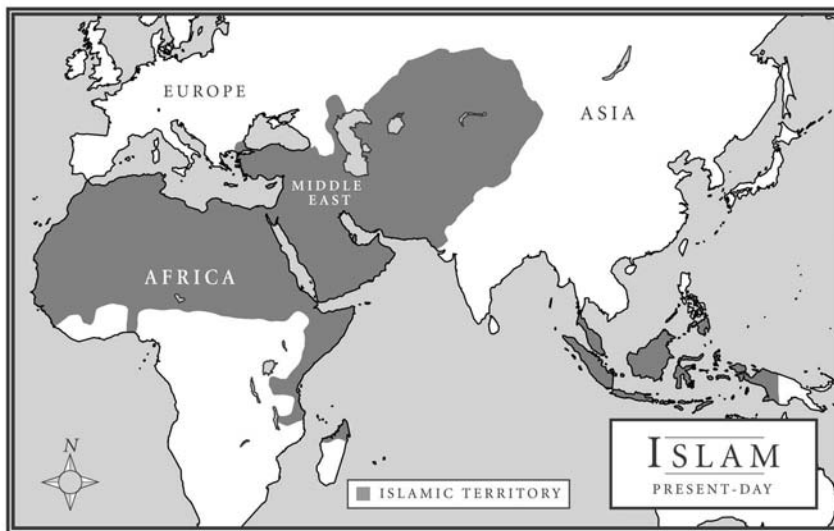 EUROPE
ASIA
MIDDLE
EAST
AFRICA
N
ISLAM
PRESENT-DAY
ISLAMIC TERRITORY